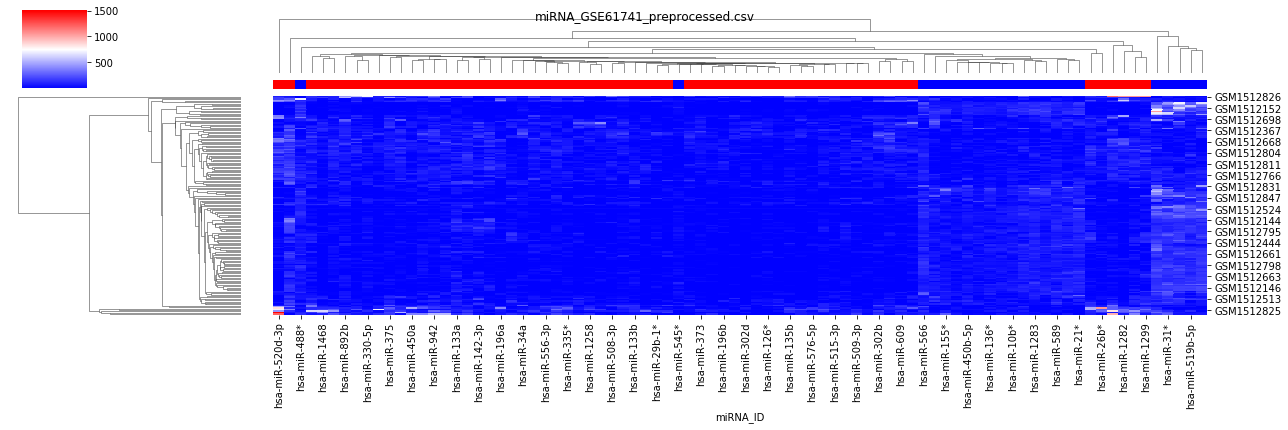 miRNA_GSE61741_preprocessed.csv
1500
1000
500
GSM1512826
GSM1512152
GSM1512698
GSM1512367
GSM1512668
GSM1512804
GSM1512811
GSM1512766
GSM1512831
GSM1512847
GSM1512524
GSM1512144
GSM1512795
GSM1512444
GSM1512661
GSM1512798
GSM1512663
GSM1512146
GSM1512513
GSM1512825
hsa-miR-520d-3p
hsa-miR-488*
hsa-miR-1468
hsa-miR-892b
hsa-miR-330-5p
hsa-miR-375
hsa-miR-450a
hsa-miR-942
hsa-miR-133a
hsa-miR-142-3p
hsa-miR-196a
hsa-miR-34a
hsa-miR-556-3p
hsa-miR-335*
hsa-miR-1258
hsa-miR-508-3p
hsa-miR-133b
hsa-miR-29b-1*
hsa-miR-545*
hsa-miR-373
hsa-miR-196b
hsa-miR-302d
hsa-miR-126*
hsa-miR-135b
hsa-miR-576-5p
hsa-miR-515-3p
hsa-miR-509-3p
hsa-miR-302b
hsa-miR-609
hsa-miR-566
hsa-miR-155*
hsa-miR-450b-5p
hsa-miR-136*
hsa-miR-10b*
hsa-miR-1283
hsa-miR-589
hsa-miR-21*
hsa-miR-26b*
hsa-miR-1282
hsa-miR-1299
hsa-miR-31*
hsa-miR-519b-5p
miRNA_ID